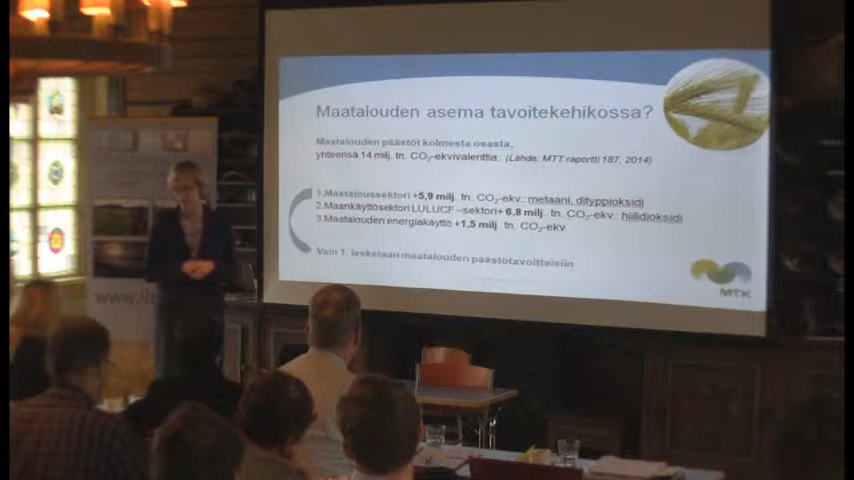 Maatalouden asema tavoitekehikossa?
Maatalouden päästöt kolmesta osasta,
yhteensä 14 milj. tn. CO₂-ekvivalenttia: (Lähde: MTT raportti 187, 2014)
1.Maataloussektori +5,9 milj. tn. CO₂-ekv.: metaani, dityppioksidi
2. Maankäyttösektori LULUCF –sektori+ 6,8 milj. tn. CO₂-ekv.: hiilidioksidi
3.Maatalouden energiakäyttö +1,5 milj. tn. CO₂-ekv
Vain 1. lasketaan maatalouden päästötavoitteisiin
MTK